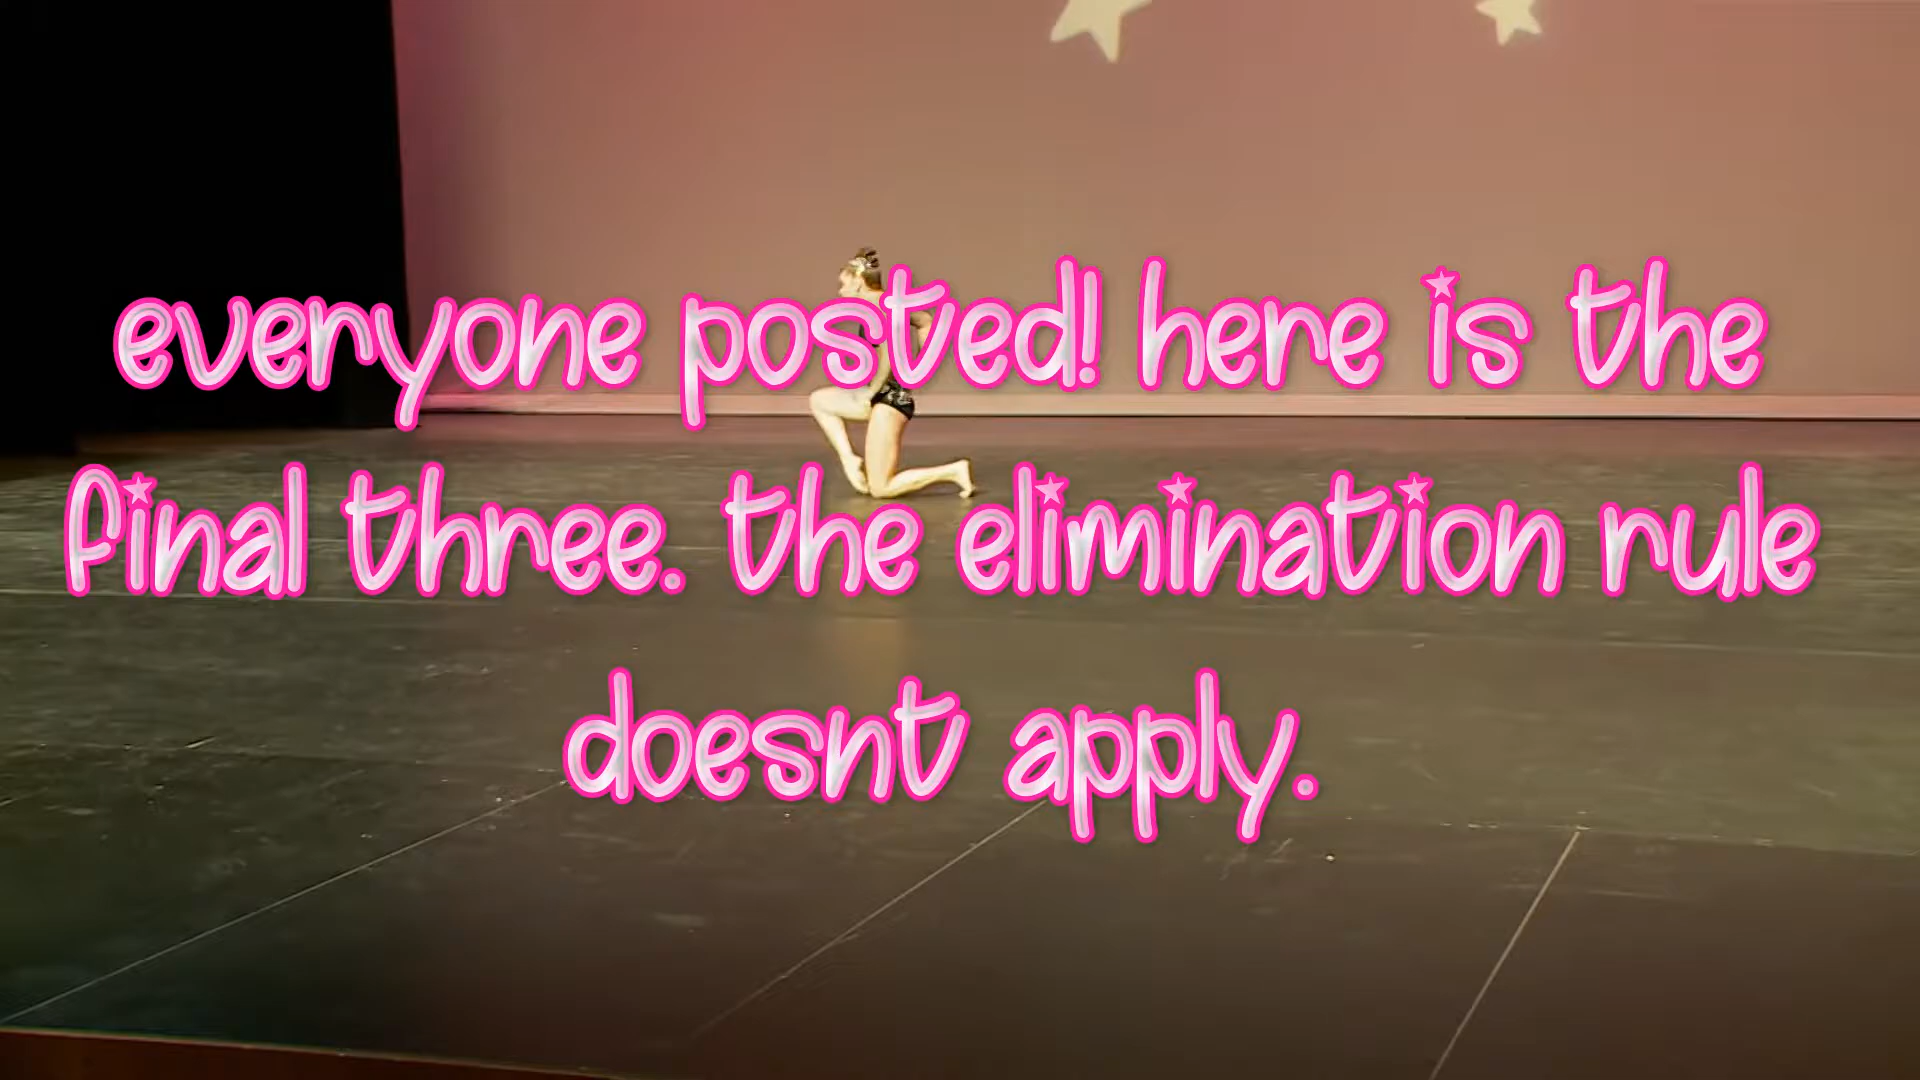 everyone posted! here is the
final three. the elimination rule
doesnt apply.